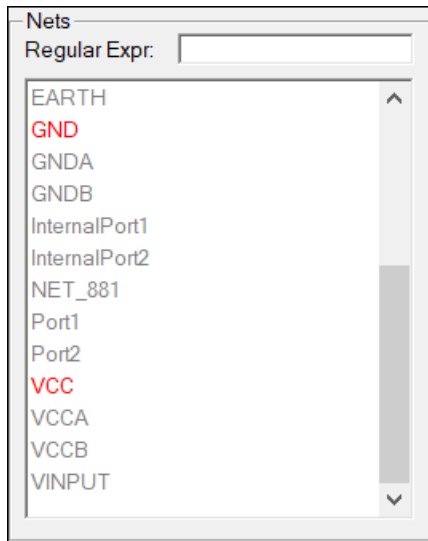 Nets
Regular Expr:
EARTH
GND
GNDA
GNDB
InternalPort1
InternalPort2
NET_881
Port1
Port2
VCC
VCCA
VCCB
VINPUT